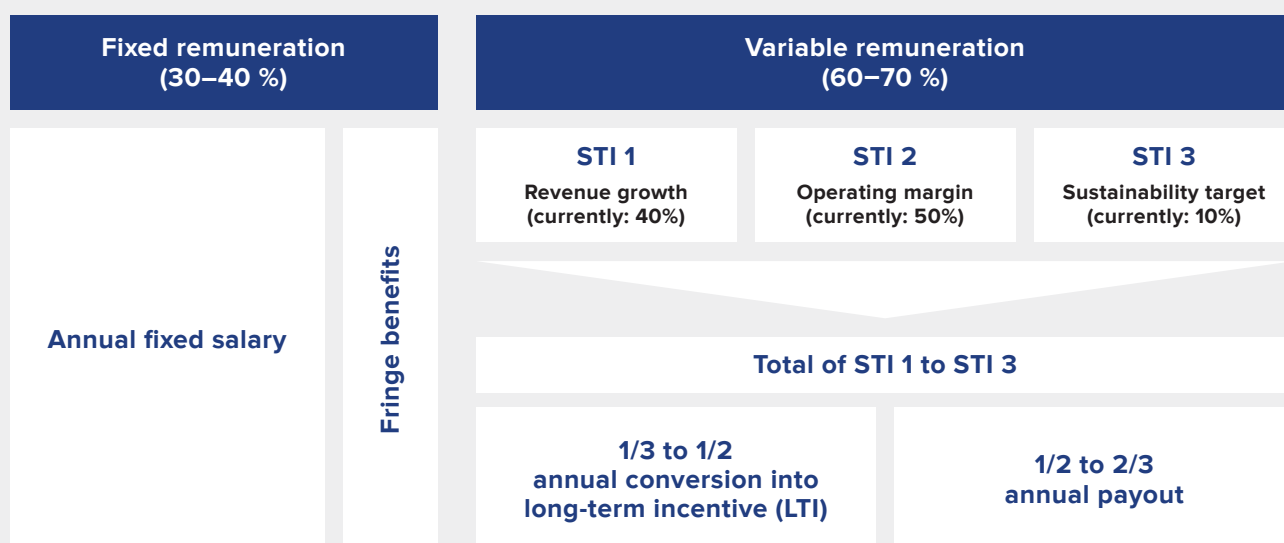 Fixed remuneration
(30–40 %)
Variable remuneration
(60–70 %)
Annual fixed salary
Fringe benefits
STI 1
Revenue growth
(currently: 40%)
STI 2
Operating margin
(currently: 50%)
STI 3
Sustainability target
(currently: 10%)
Total of STI 1 to STI 3
1/3 to 1/2
annual conversion into
long-term incentive (LTI)
1/2 to 2/3
annual payout